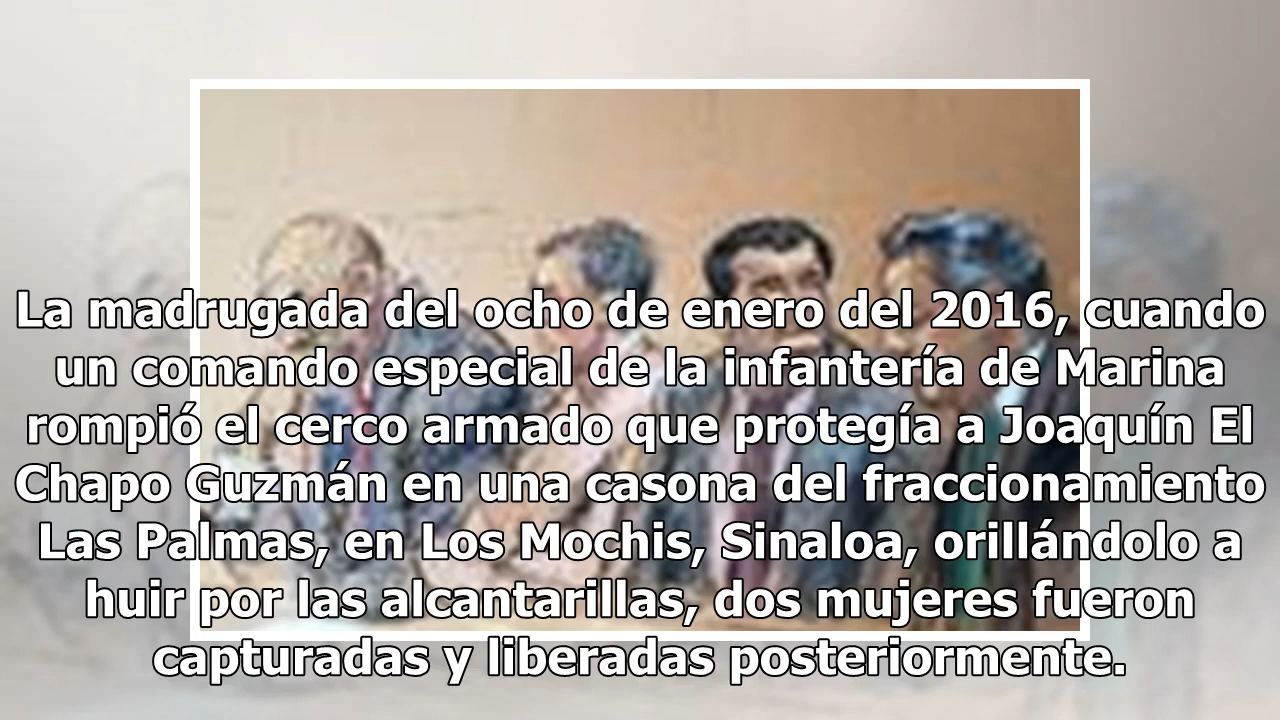 La madrugada del ocho de enero del 2016, cuando
un comando especial de la infantería de Marina
rompió el cerco armado que protegía a Joaquín El
Chapo Guzmán en una casona del fraccionamiento
Las Palmas, en Los Mochis, Sinaloa, orillándolo a
huir por las alcantarillas, dos mujeres fueron
capturadas y liberadas posteriormente.